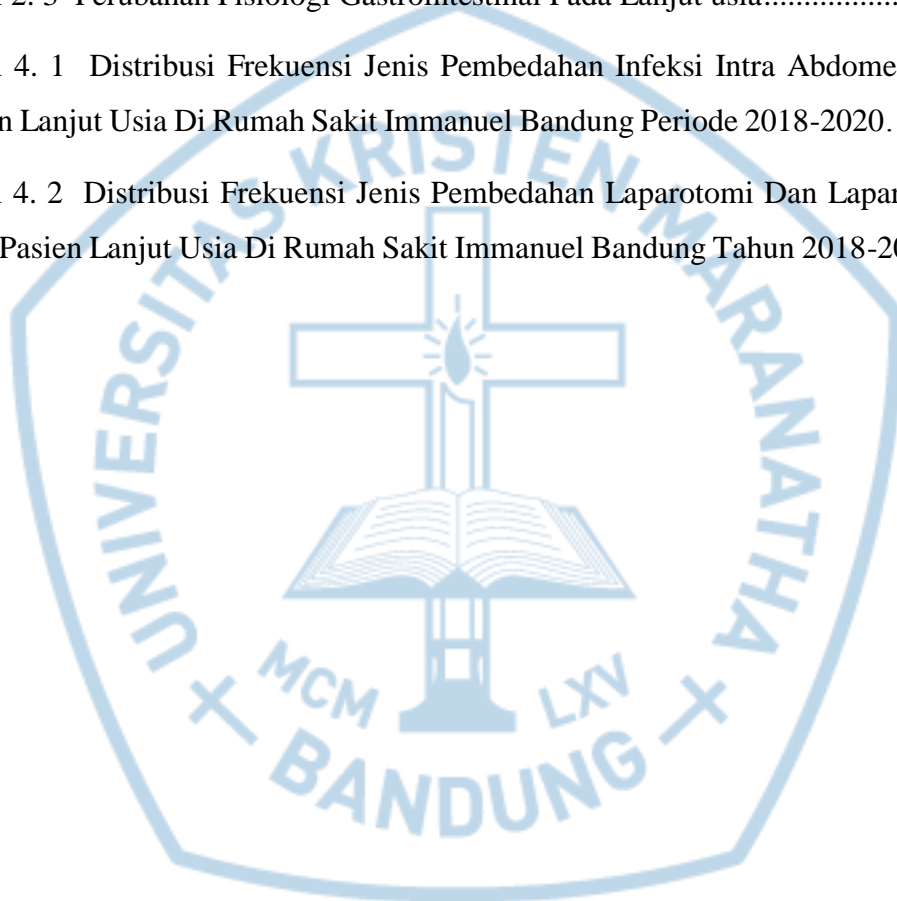 2. 3 Perubahan Fisiologi Gastrointestinal Pada Lanjut usia..................
4. 1 Distribusi Frekuensi Jenis Pembedahan Infeksi Intra Abdome
n Lanjut Usia Di Rumah Sakit Immanuel Bandung Periode 2018-2020.
4. 2 Distribusi Frekuensi Jenis Pembedahan Laparotomi Dan Lapar
Pasien Lanjut Usia Di Rumah Sakit Immanuel Bandung Tahun 2018-20
UNIVERSITAS KRISTEN MARANATHA
MCM LXV
BANDUNG